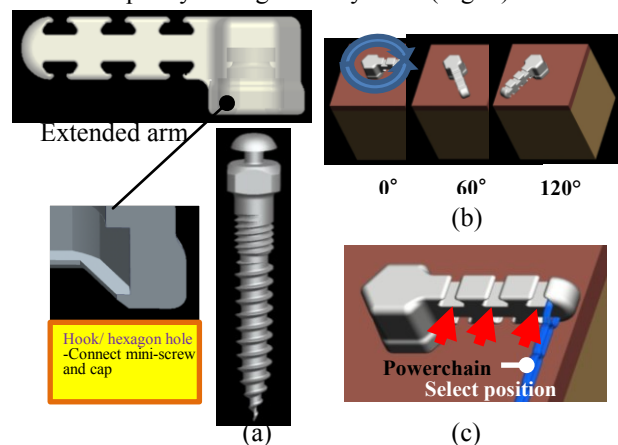 Extended arm
Hook/ hexagon hole
-Connect mini-screw
and cap
(a)
0° 60° 120°
(b)
Powerchain
Select position
(c)